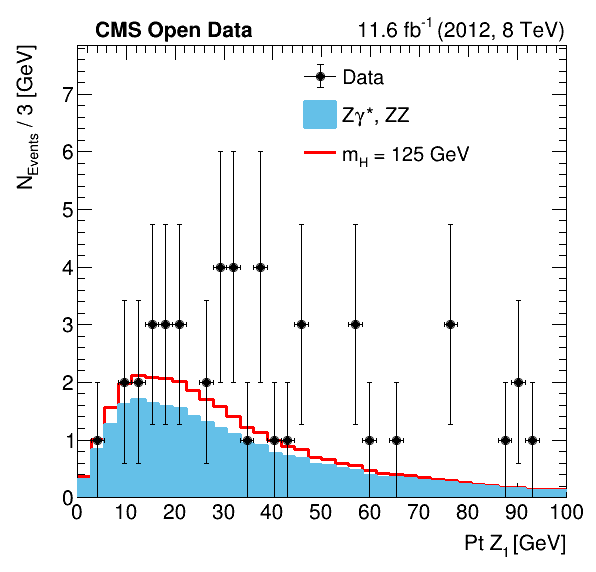 CMS Open Data
11.6 fb⁻¹ (2012, 8 TeV)
N_Events / 3 [GeV]
Data
Zγ*, ZZ
m_H = 125 GeV
7
6
5
4
3
2
1
0
0 10 20 30 40 50 60 70 80 90 100
Pt Z₁ [GeV]